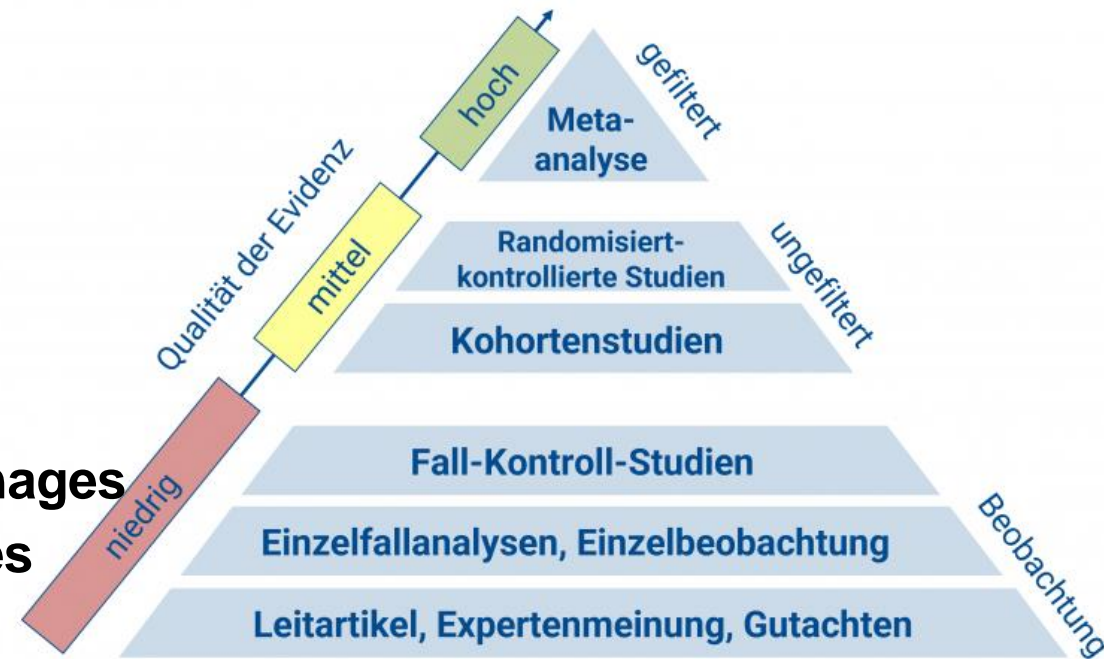 hoch
gefiltert
Meta-
analyse
Qualität der Evidenz
mittel
Randomisiert-
kontrollierte Studien
ungefiltert
Kohortenstudien
niedrig
Fall-Kontroll-Studien
Einzelfallanalysen, Einzelbeobachtung
Beobachtung
Leitartikel, Expertenmeinung, Gutachten